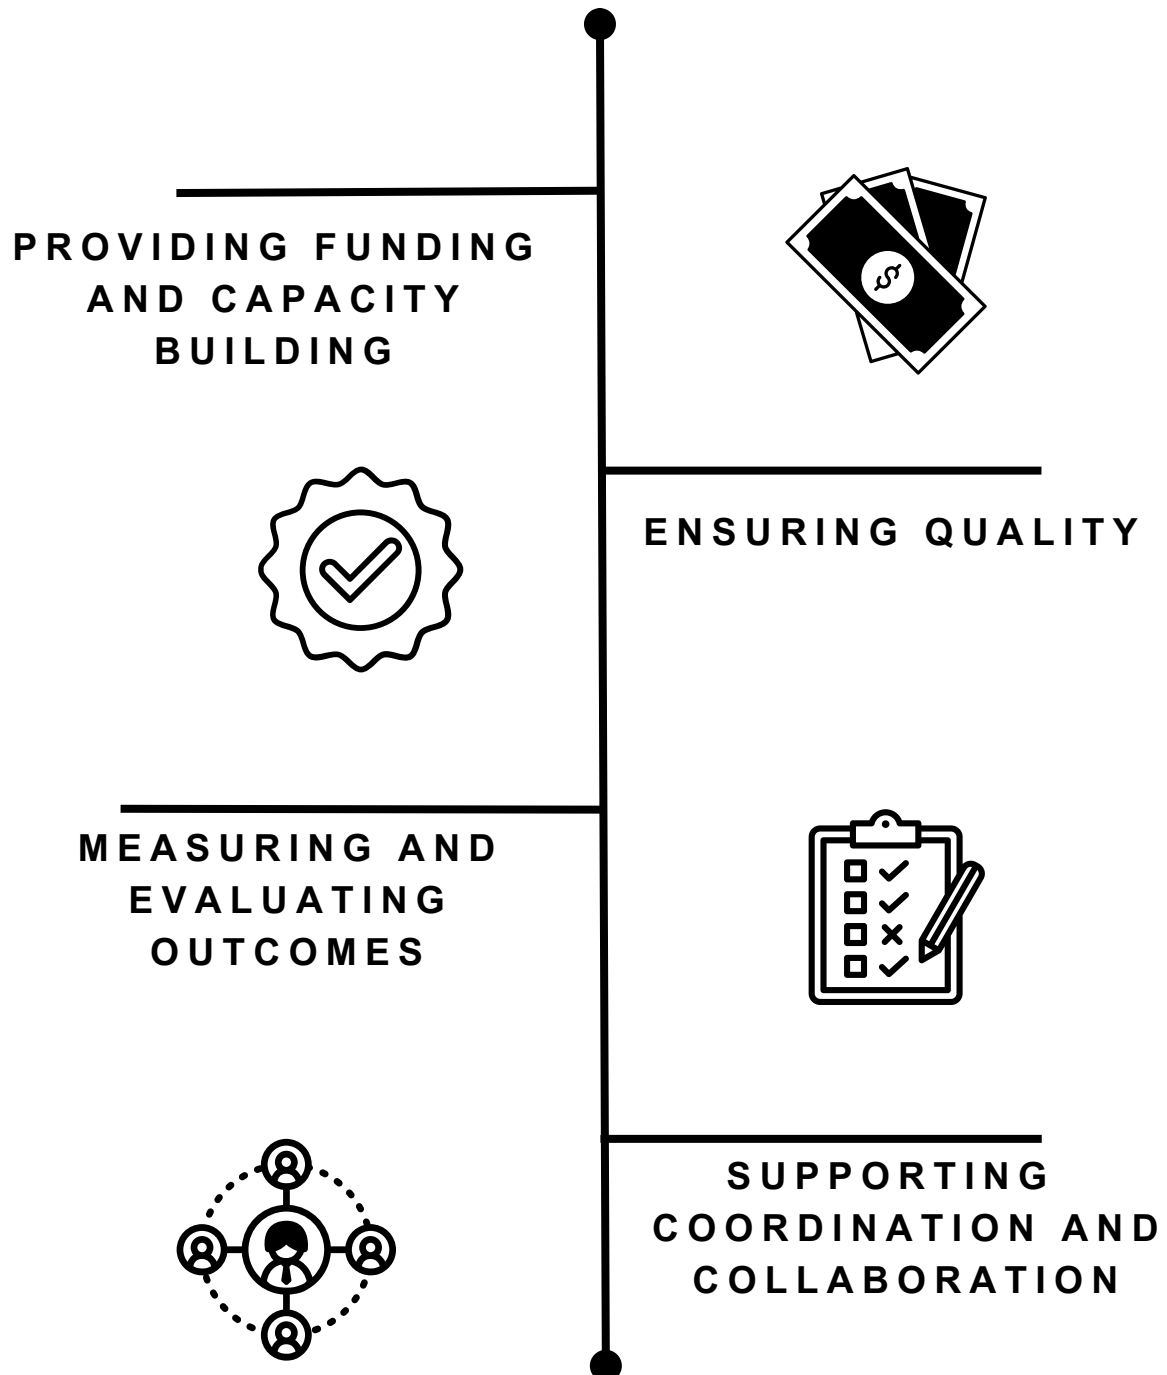 PROVIDING FUNDING
AND CAPACITY
BUILDING
$
ENSURING QUALITY
MEASURING AND
EVALUATING
OUTCOMES
SUPPORTING
COORDINATION AND
COLLABORATION